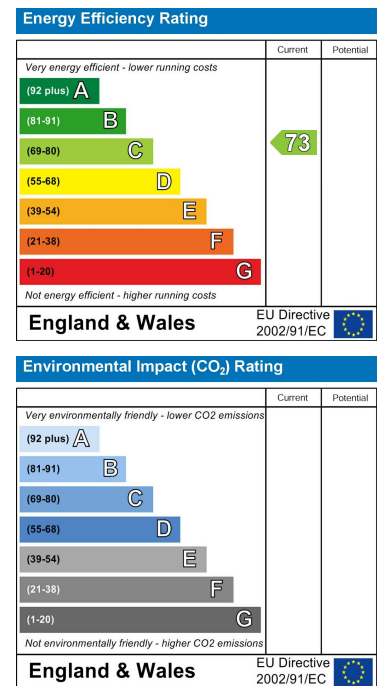 Energy Efficiency Rating
Current Potential
Very energy efficient - lower running costs
(92 plus) A
(81-91) B
(69-80) C
73
(55-68) D
(39-54) E
(21-38) F
(1-20) G
Not energy efficient - higher running costs
England & Wales
EU Directive
2002/91/EC
Environmental Impact (CO₂) Rating
Current Potential
Very environmentally friendly - lower CO2 emissions
(92 plus) A
(81-91) B
(69-80) C
(55-68) D
(39-54) E
(21-38) F
(1-20) G
Not environmentally friendly - higher CO2 emissions
England & Wales
EU Directive
2002/91/EC